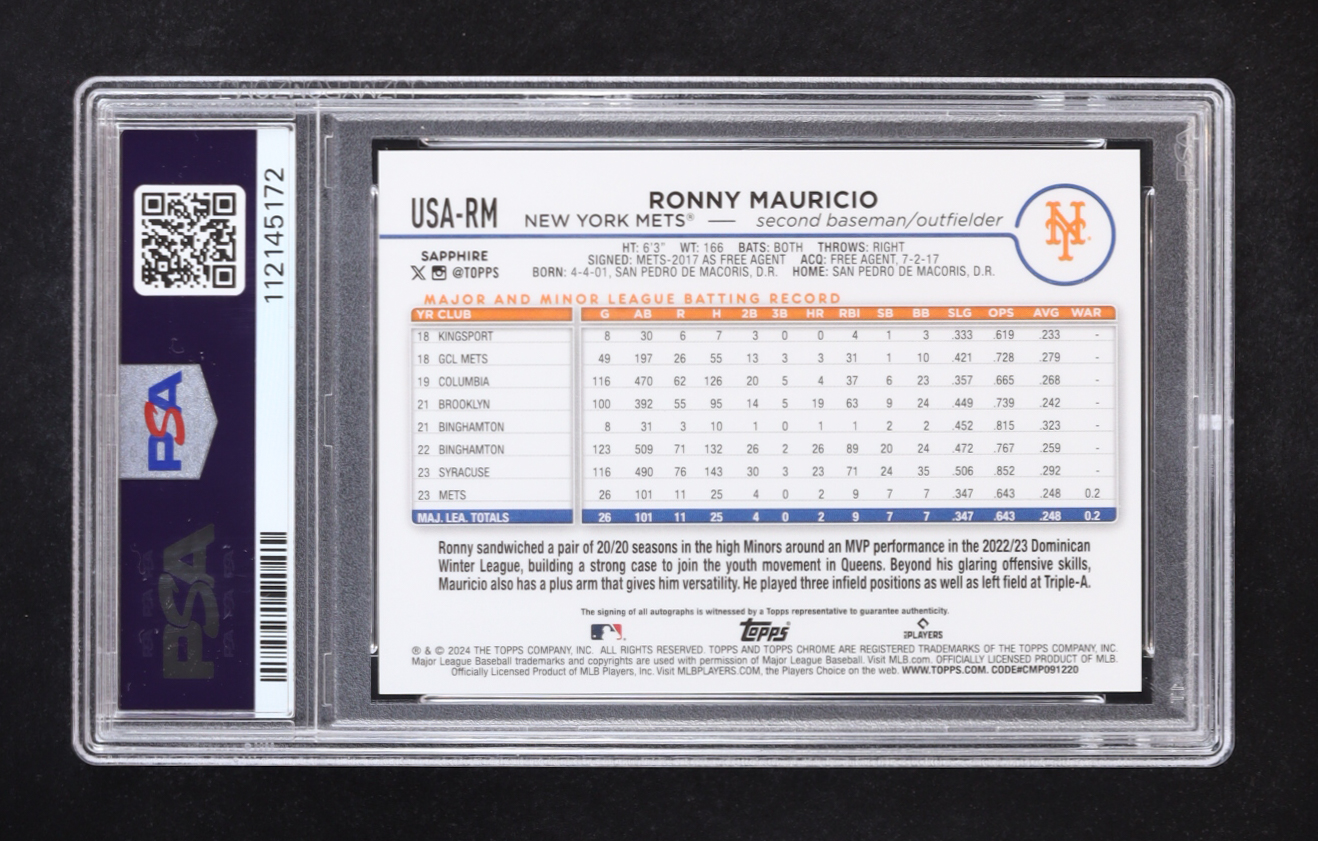 112145172
PSA
PSA
USA-RM
RONNY MAURICIO
NEW YORK METS® — second baseman/outfielder
NY
SAPPHIRE
@TOPPS
HT: 6'3" WT: 166 BATS: BOTH THROWS: RIGHT
SIGNED: METS-2017 AS FREE AGENT ACQ: FREE AGENT, 7-2-17
BORN: 4-4-01, SAN PEDRO DE MACORIS, D.R. HOME: SAN PEDRO DE MACORIS, D.R.
MAJOR AND MINOR LEAGUE BATTING RECORD
YR CLUB G AB R H 2B 3B HR RBI SB BB SLG OPS AVG WAR
18 KINGSPORT 8 30 6 7 3 0 0 4 1 3 .333 .619 .233 -
18 GCL METS 49 197 26 55 13 3 3 31 1 10 .421 .728 .279 -
19 COLUMBIA 116 470 62 126 20 5 4 37 6 23 .357 .665 .268 -
21 BROOKLYN 100 392 55 95 14 5 19 63 9 24 .449 .739 .242 -
21 BINGHAMTON 8 31 3 10 1 0 1 1 2 2 .452 .815 .323 -
22 BINGHAMTON 123 509 71 132 26 2 26 89 20 24 .472 .767 .259 -
23 SYRACUSE 116 490 76 143 30 3 23 71 24 35 .506 .852 .292 -
23 METS 26 101 11 25 4 0 2 9 7 7 .347 .643 .248 0.2
MAJ. LEA. TOTALS 26 101 11 25 4 0 2 9 7 7 .347 .643 .248 0.2
Ronny sandwiched a pair of 20/20 seasons in the high Minors around an MVP performance in the 2022/23 Dominican
Winter League, building a strong case to join the youth movement in Queens. Beyond his glaring offensive skills,
Mauricio also has a plus arm that gives him versatility. He played three infield positions as well as left field at Triple-A.
The signing of all autographs is witnessed by a Topps representative to guarantee authenticity.
TOPPS
PLAYERS
® & © 2024 THE TOPPS COMPANY, INC. ALL RIGHTS RESERVED. TOPPS AND TOPPS CHROME ARE REGISTERED TRADEMARKS OF THE TOPPS COMPANY, INC.
Major League Baseball trademarks and copyrights are used with permission of Major League Baseball. Visit MLB.com. OFFICIALLY LICENSED PRODUCT OF MLB.
Officially Licensed Product of MLB Players, Inc. Visit MLBPLAYERS.COM, the Players Choice on the web. WWW.TOPPS.COM. CODE#CMP091220